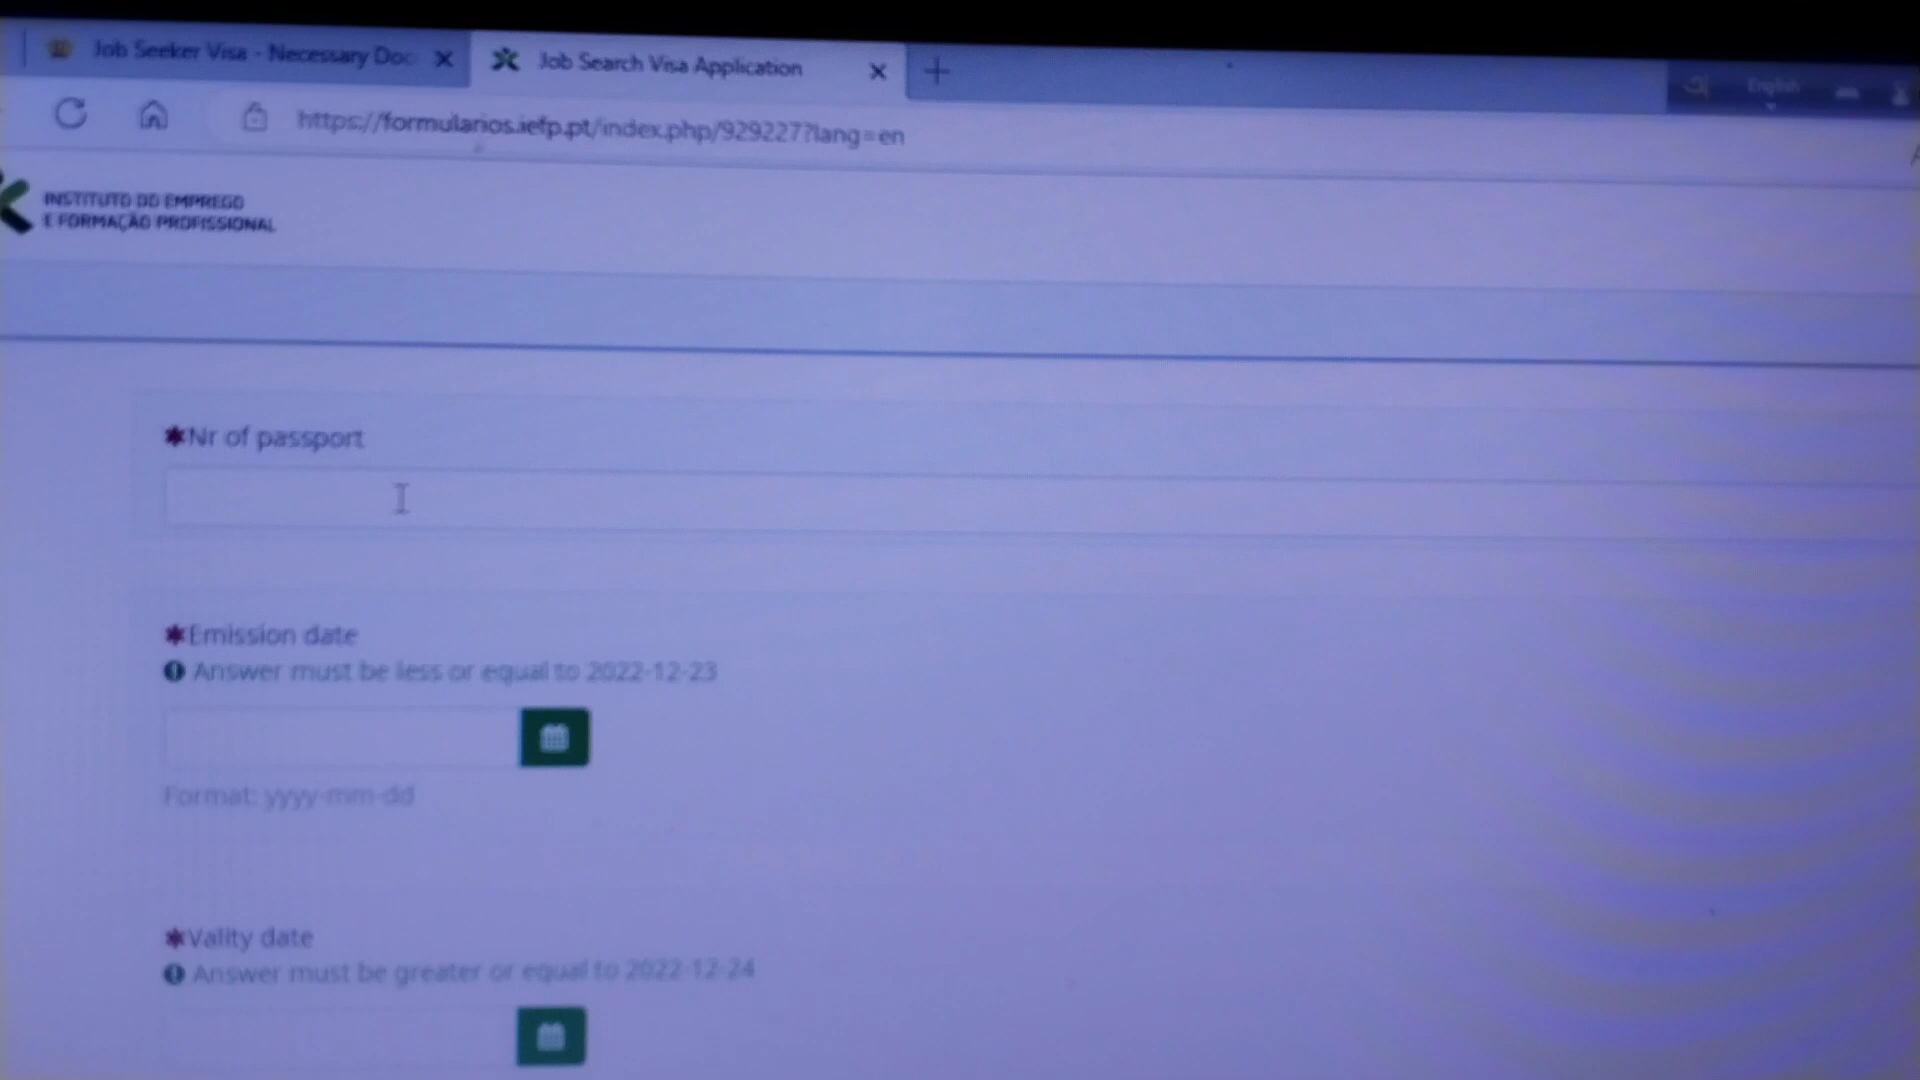 Job Seeker Visa - Necessary Doc
Job Search Visa Application
English
https://formularios.iefp.pt/index.php/929227?lang=en
INSTITUTO DO EMPREGO
E FORMAÇÃO PROFISSIONAL
*Nr of passport
*Emission date
Answer must be less or equal to 2022-12-23
Format: yyyy-mm-dd
*Vality date
Answer must be greater or equal to 2022-12-24